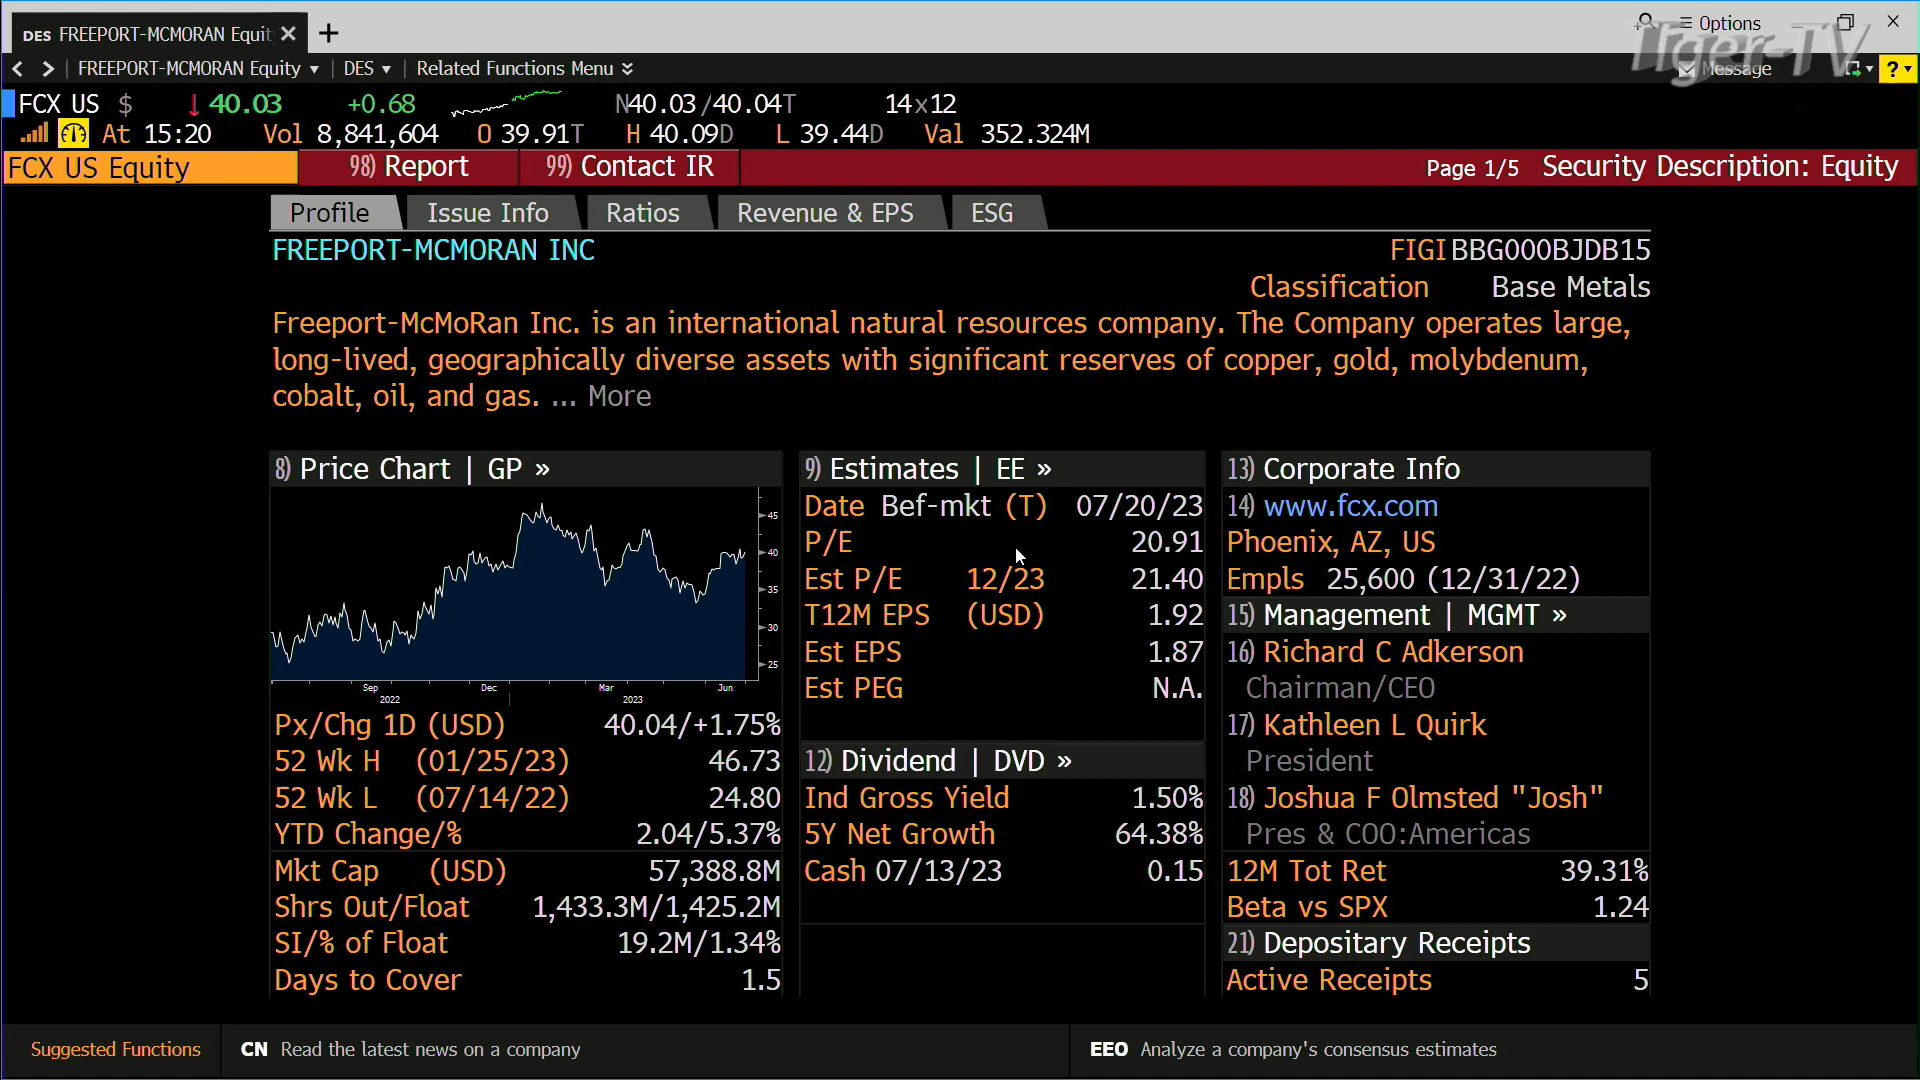 DES FREEPORT-MCMORAN Equit
Options
FREEPORT-MCMORAN Equity DES Related Functions Menu
Message
Tiger-TV
?
FCX US $ 40.03 +0.68 N40.03/40.04T 14x12
At 15:20 Vol 8,841,604 O 39.91T H 40.09D L 39.44D Val 352.324M
FCX US Equity 98) Report 99) Contact IR Page 1/5 Security Description: Equity
Profile Issue Info Ratios Revenue & EPS ESG
FREEPORT-MCMORAN INC FIGI BBG000BJDB15
Classification Base Metals
Freeport-McMoRan Inc. is an international natural resources company. The Company operates large,
long-lived, geographically diverse assets with significant reserves of copper, gold, molybdenum,
cobalt, oil, and gas. ... More
8) Price Chart | GP »
45
40
35
30
25
Sep Dec Mar Jun
2022 2023
Px/Chg 1D (USD) 40.04/+1.75%
52 Wk H (01/25/23) 46.73
52 Wk L (07/14/22) 24.80
YTD Change/% 2.04/5.37%
Mkt Cap (USD) 57,388.8M
Shrs Out/Float 1,433.3M/1,425.2M
SI/% of Float 19.2M/1.34%
Days to Cover 1.5
9) Estimates | EE »
Date Bef-mkt (T) 07/20/23
P/E 20.91
Est P/E 12/23 21.40
T12M EPS (USD) 1.92
Est EPS 1.87
Est PEG N.A.
12) Dividend | DVD »
Ind Gross Yield 1.50%
5Y Net Growth 64.38%
Cash 07/13/23 0.15
13) Corporate Info
14) www.fcx.com
Phoenix, AZ, US
Empls 25,600 (12/31/22)
15) Management | MGMT »
16) Richard C Adkerson
Chairman/CEO
17) Kathleen L Quirk
President
18) Joshua F Olmsted "Josh"
Pres & COO:Americas
12M Tot Ret 39.31%
Beta vs SPX 1.24
21) Depositary Receipts
Active Receipts 5
Suggested Functions CN Read the latest news on a company EEO Analyze a company's consensus estimates